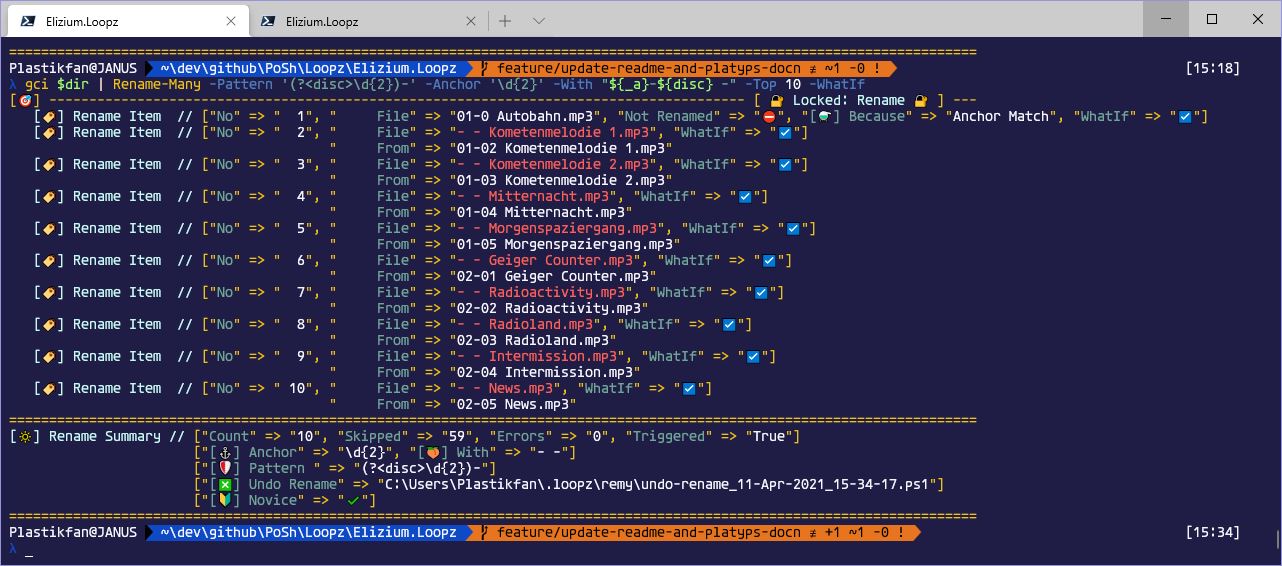 Elizium.Loopz Elizium.Loopz
=========================================================================================================================
Plastikfan@JANUS ~\dev\github\PoSh\Loopz\Elizium.Loopz feature/update-readme-and-platyps-docn ≢ ~1 -0 ! [15:18]
λ gci $dir | Rename-Many -Pattern '(?<disc>\d{2})-' -Anchor '\d{2}' -With "${_a}-${disc} -" -Top 10 -WhatIf
[🎯] ---------------------------------------------------------------------------------------- [ 🔐 Locked: Rename 🔐 ] ---
[🏷️] Rename Item // ["No" => " 1", " File" => "01-0 Autobahn.mp3", "Not Renamed" => "⛔", "[🍧] Because" => "Anchor Match", "WhatIf" => "☑️"]
[🏷️] Rename Item // ["No" => " 2", " File" => "- - Kometenmelodie 1.mp3", "WhatIf" => "☑️"]
" From" => "01-02 Kometenmelodie 1.mp3"
[🏷️] Rename Item // ["No" => " 3", " File" => "- - Kometenmelodie 2.mp3", "WhatIf" => "☑️"]
" From" => "01-03 Kometenmelodie 2.mp3"
[🏷️] Rename Item // ["No" => " 4", " File" => "- - Mitternacht.mp3", "WhatIf" => "☑️"]
" From" => "01-04 Mitternacht.mp3"
[🏷️] Rename Item // ["No" => " 5", " File" => "- - Morgenspaziergang.mp3", "WhatIf" => "☑️"]
" From" => "01-05 Morgenspaziergang.mp3"
[🏷️] Rename Item // ["No" => " 6", " File" => "- - Geiger Counter.mp3", "WhatIf" => "☑️"]
" From" => "02-01 Geiger Counter.mp3"
[🏷️] Rename Item // ["No" => " 7", " File" => "- - Radioactivity.mp3", "WhatIf" => "☑️"]
" From" => "02-02 Radioactivity.mp3"
[🏷️] Rename Item // ["No" => " 8", " File" => "- - Radioland.mp3", "WhatIf" => "☑️"]
" From" => "02-03 Radioland.mp3"
[🏷️] Rename Item // ["No" => " 9", " File" => "- - Intermission.mp3", "WhatIf" => "☑️"]
" From" => "02-04 Intermission.mp3"
[🏷️] Rename Item // ["No" => " 10", " File" => "- - News.mp3", "WhatIf" => "☑️"]
" From" => "02-05 News.mp3"
=========================================================================================================================
[🔆] Rename Summary // ["Count" => "10", "Skipped" => "59", "Errors" => "0", "Triggered" => "True"]
["[⚓] Anchor" => "\d{2}", "[🍑] With" => "- -"]
["[🛡️] Pattern " => "(?<disc>\d{2})-"]
["[❎] Undo Rename" => "C:\Users\Plastikfan\.loopz\remy\undo-rename_11-Apr-2021_15-34-17.ps1"]
["[🔰] Novice" => "✓"]
=========================================================================================================================
Plastikfan@JANUS ~\dev\github\PoSh\Loopz\Elizium.Loopz feature/update-readme-and-platyps-docn ≢ +1 ~1 -0 ! [15:34]
λ _